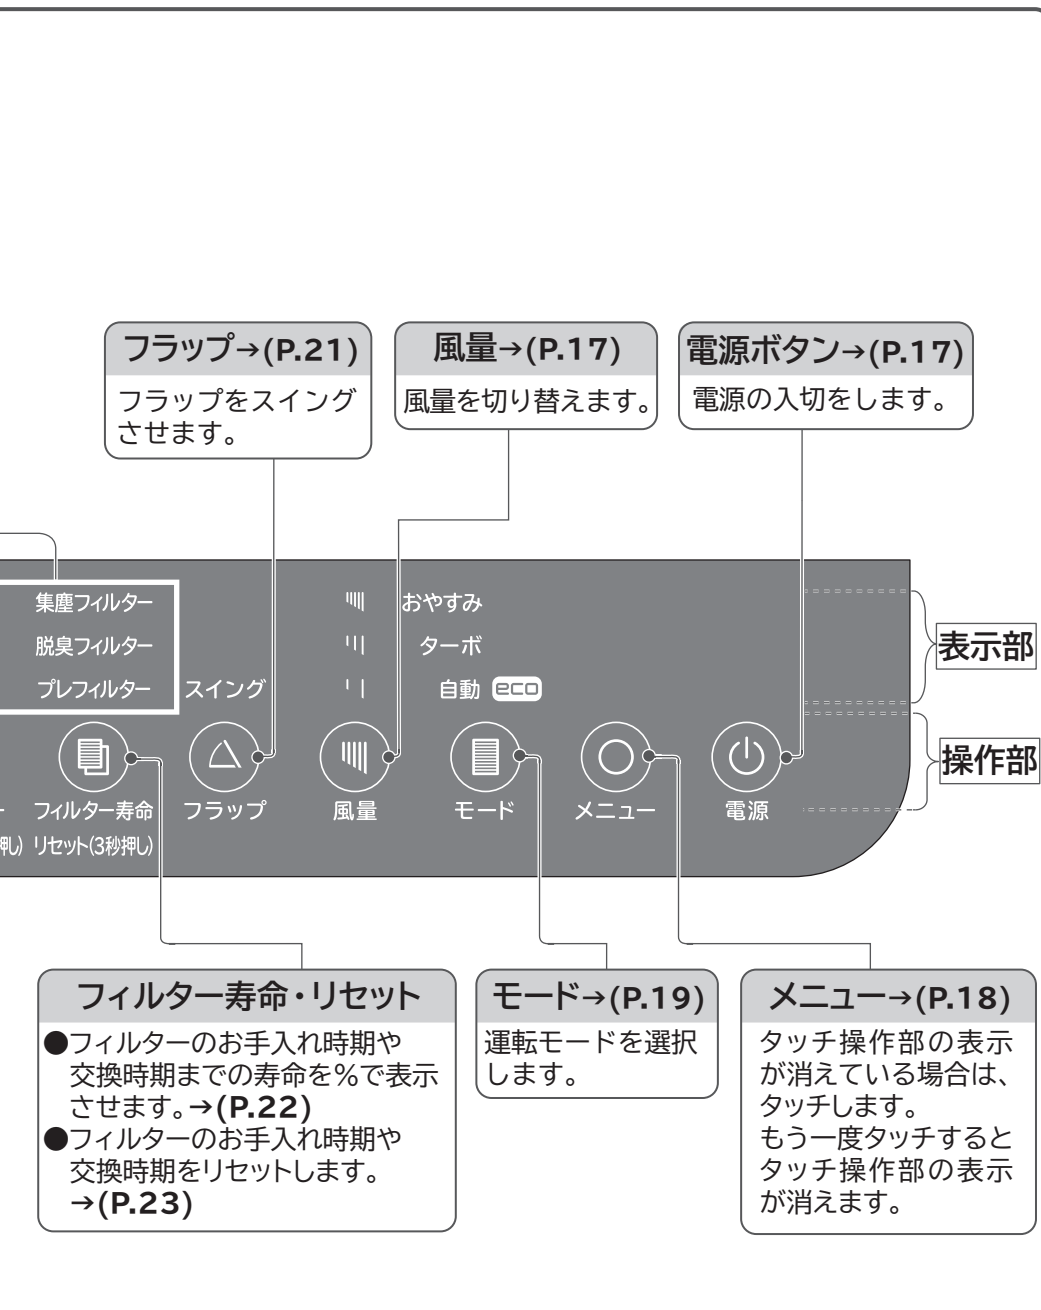 フラップ→(P.21)
フラップをスイング
させます。
風量→(P.17)
風量を切り替えます。
電源ボタン→(P.17)
電源の入切をします。
集塵フィルター
脱臭フィルター
プレフィルター
スイング
おやすみ
ターボ
自動 eco
表示部
操作部
フィルター寿命
リセット(3秒押し)
押し)
フラップ
風量
モード
メニュー
電源
フィルター寿命・リセット
●フィルターのお手入れ時期や
交換時期までの寿命を%で表示
させます。→(P.22)
●フィルターのお手入れ時期や
交換時期をリセットします。
→(P.23)
モード→(P.19)
運転モードを選択
します。
メニュー→(P.18)
タッチ操作部の表示
が消えている場合は、
タッチします。
もう一度タッチすると
タッチ操作部の表示
が消えます。